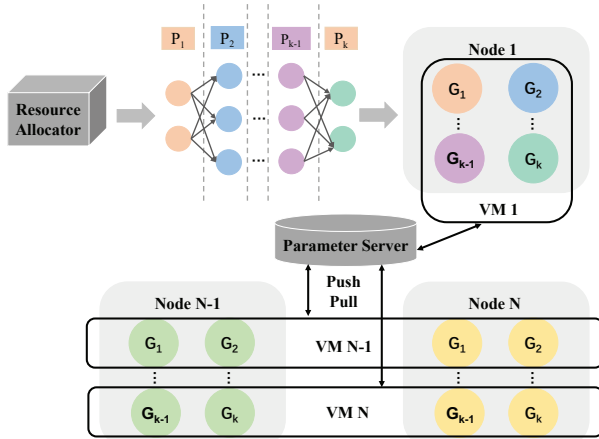 P1 P2 Pk-1 Pk
Node 1
Resource
Allocator
... ...
G1 G2
Gk-1 Gk
VM 1
Parameter Server
Push
Pull
Node N-1 Node N
G1 G2 VM N-1 G1 G2
Gk-1 Gk VM N Gk-1 Gk